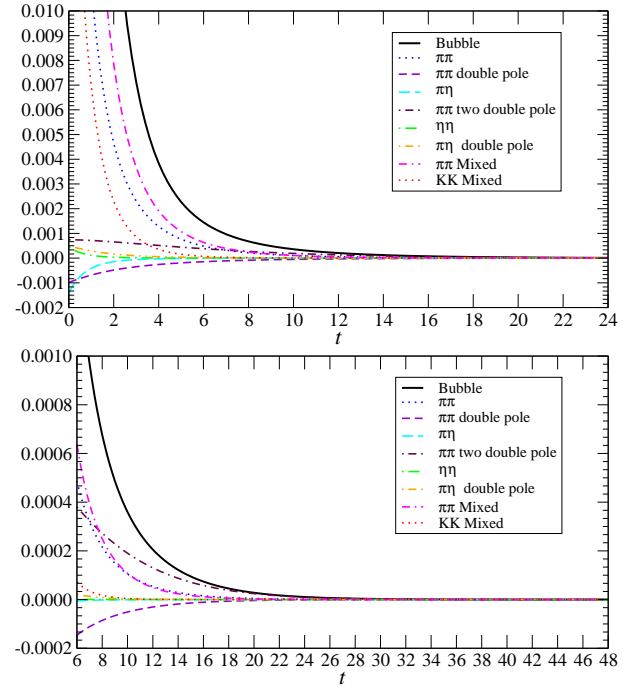 0.010
0.009
0.008
0.007
0.006
0.005
0.004
0.003
0.002
0.001
0.000
-0.001
-0.002
Bubble
ππ
ππ double pole
πη
ππ two double pole
ηη
πη double pole
ππ Mixed
KK Mixed
0 2 4 6 8 10 12 14 16 18 20 22 24
t
0.0010
0.0008
0.0006
0.0004
0.0002
0.0000
-0.0002
Bubble
ππ
ππ double pole
πη
ππ two double pole
ηη
πη double pole
ππ Mixed
KK Mixed
6 8 10 12 14 16 18 20 22 24 26 28 30 32 34 36 38 40 42 44 46 48
t